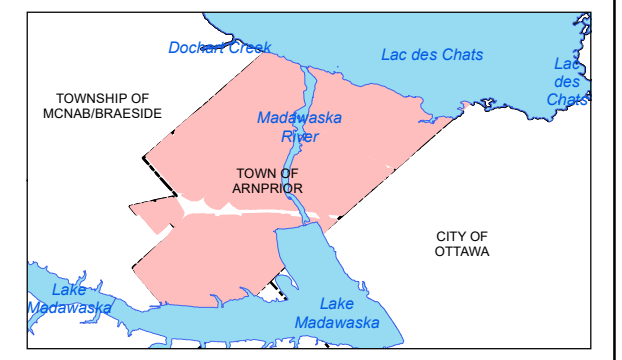 Dochart Creek
Lac des Chats
Lac
des
Chats
TOWNSHIP OF
MCNAB/BRAESIDE
Madawaska
River
TOWN OF
ARNPRIOR
CITY OF
OTTAWA
Lake
Madawaska
Lake
Madawaska